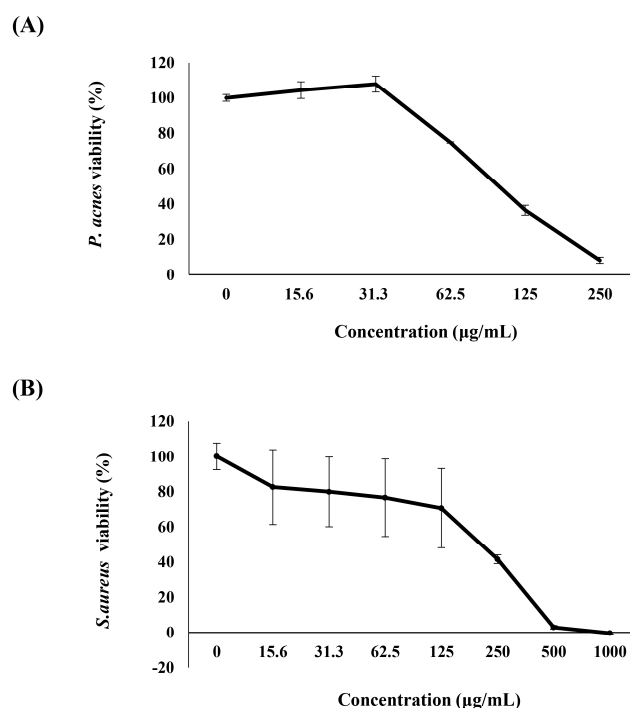 (A)
120
100
80
60
40
20
0
P. acnes viability (%)
0 15.6 31.3 62.5 125 250
Concentration (μg/mL)
(B)
120
100
80
60
40
20
0
-20
S.aureus viability (%)
0 15.6 31.3 62.5 125 250 500 1000
Concentration (μg/mL)